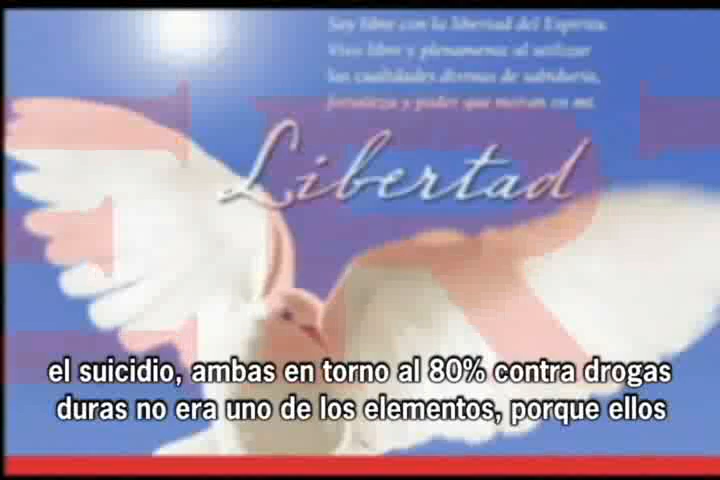 Soy libre con la libertad del Espíritu.
Vivo libre y plenamente al utilizar
las cualidades divinas de sabiduría,
fortaleza y poder que moran en mí.
Libertad
el suicidio, ambas en torno al 80% contra drogas
duras no era uno de los elementos, porque ellos